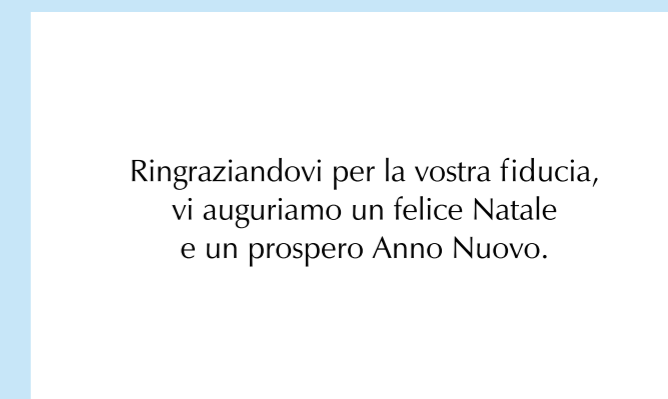 Ringraziandovi per la vostra fiducia,
vi auguriamo un felice Natale
e un prospero Anno Nuovo.